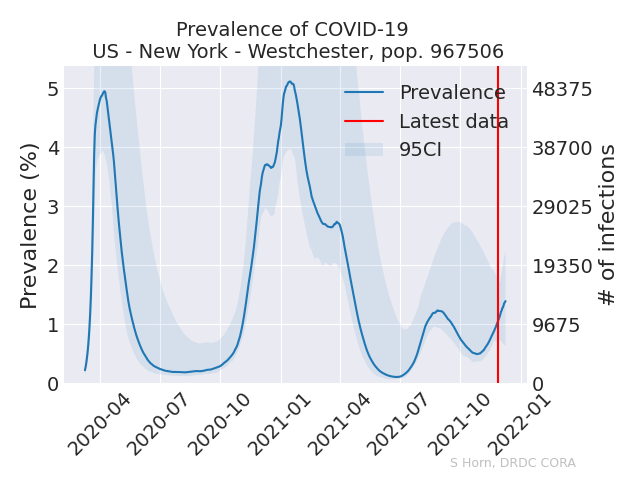 Prevalence of COVID-19
US - New York - Westchester, pop. 967506
Prevalence
Latest data
95CI
Prevalence (%)
5
4
3
2
1
0
48375
38700
29025
19350
9675
0
# of infections
2020-04
2020-07
2020-10
2021-01
2021-04
2021-07
2021-10
2022-01
S Horn, DRDC CORA